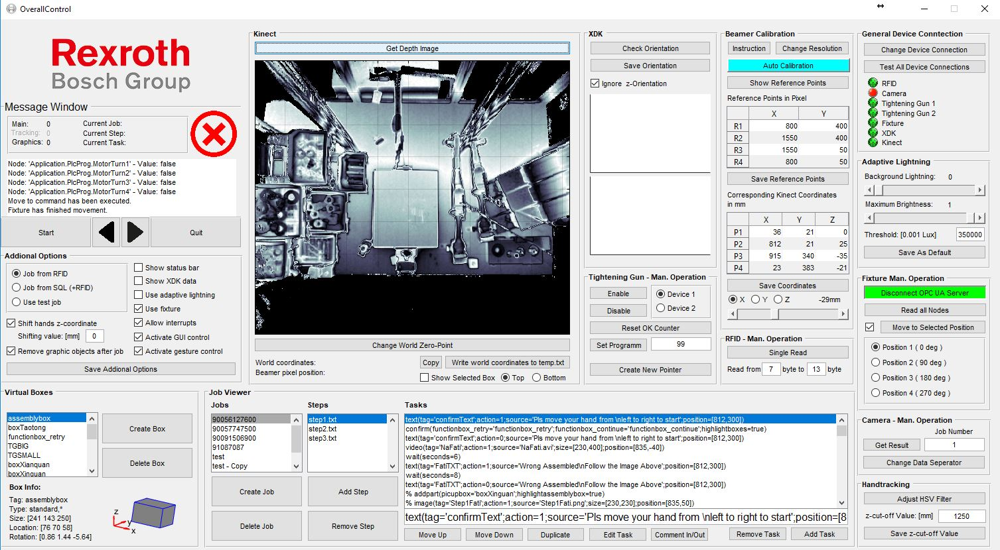 OverallControl
Rexroth
Bosch Group
Message Window
Main: 0
Tracking: 0
Graphics: 0
Current Job:
Current Step:
Current Task:
Node: 'Application.PlcProg.MotorTurn1' - Value: false
Node: 'Application.PlcProg.MotorTurn2' - Value: false
Node: 'Application.PlcProg.MotorTurn3' - Value: false
Node: 'Application.PlcProg.MotorTurn4' - Value: false
Move to command has been executed.
Fixture has finished movement.
Start
Quit
Addional Options
Job from RFID
Job from SQL (+RFID)
Use test job
Show status bar
Show XDK data
Use adaptive lightning
Use fixture
Allow interrupts
Activate GUI control
Activate gesture control
Shift hands z-coordinate
Shifting value: [mm] 0
Remove graphic objects after job
Save Addional Options
Kinect
Get Depth Image
Change World Zero-Point
World coordinates:
Beamer pixel position:
Copy
Write world coordinates to temp.txt
Show Selected Box
Top
Bottom
XDK
Check Orientation
Save Orientation
Ignore z-Orientation
Tightening Gun - Man. Operation
Enable
Disable
Device 1
Device 2
Reset OK Counter
Set Programm
99
Create New Pointer
Beamer Calibration
Instruction
Change Resolution
Auto Calibration
Show Reference Points
Reference Points in Pixel
X Y
R1 800 400
R2 1550 400
R3 1550 50
R4 800 50
Save Reference Points
Corresponding Kinect Coordinates
in mm
X Y Z
P1 36 21 0
P2 812 21 25
P3 915 340 -35
P4 23 383 -21
Save Coordinates
X Y Z -29mm
RFID - Man. Operation
Single Read
Read from 7 byte to 13 byte
General Device Conntection
Change Device Connection
Test All Device Connections
RFID
Camera
Tightening Gun 1
Tightening Gun 2
Fixture
XDK
Kinect
Adaptive Lightning
Background Lightning: 0
Maximum Brightness: 1
Threshold: [0.001 Lux] 350000
Save As Default
Fixture Man. Operation
Disconnect OPC UA Server
Read all Nodes
Move to Selected Position
Position 1 ( 0 deg )
Position 2 ( 90 deg )
Position 3 ( 180 deg )
Position 4 ( 270 deg )
Camera - Man. Operation
Job Number
Get Result
1
Change Data Seperator
Handtracking
Adjust HSV Filter
z-cut-off Value: [mm] 1250
Save z-cut-off Value
Virtual Boxes
assemblybox
boxTaotong
functionbox_retry
TGBIG
TGSMALL
boxXianquan
boxXinquan
Create Box
Delete Box
Box Info:
Tag: assemblybox
Type: standard,*
Size: [241 143 250]
Location: [76 70 58]
Rotation: [0.86 1.44 -5.64]
z
y
x
Job Viewer
Jobs
90056127600
90057747500
90091506900
91087087
test
test - Copy
Create Job
Delete Job
Steps
step1.txt
step2.txt
step3.txt
Add Step
Remove Step
Tasks
text(tag='confirmText';action=1;source='Pls move your hand from \nleft to right to start';position=[812,300])
confirm(functionbox_retry='functionbox_retry';functionbox_continue='functionbox_continue';highlightboxes=true)
text(tag='confirmText';action=0;source='Pls move your hand from \nleft to right to start';position=[812,300])
video(tag='NaFati';action=1;source='NaFati.avi';size=[230,400];position=[835,-40])
wait(seconds=6)
text(tag='FatiTXT';action=1;source='Wrong Assembled\nFollow the Image Above';position=[812,300])
wait(seconds=8)
text(tag='FatiTXT';action=0;source='Wrong Assembled\nFollow the Image Above';position=[812,300])
% addpart(picupbox='boxXinguan';highlightassemblybox=true)
% image(tag='Step1Fati';action=1;source='Step1Fati.png';size=[230,230];position=[835,50])
text(tag='confirmText';action=1;source='Pls move your hand from \nleft to right to start';position=[8
Move Up
Move Down
Duplicate
Edit Task
Comment In/Out
Remove Task
Add Task